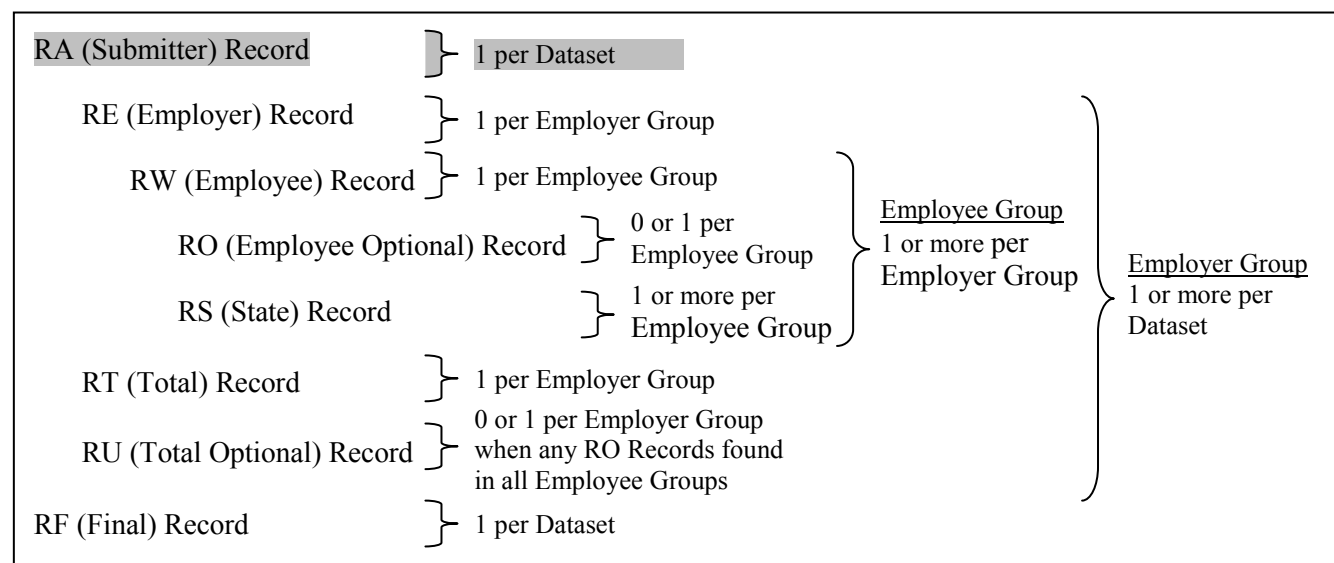 RA (Submitter) Record
1 per Dataset
RE (Employer) Record
1 per Employer Group
RW (Employee) Record
1 per Employee Group
RO (Employee Optional) Record
0 or 1 per
Employee Group
RS (State) Record
1 or more per
Employee Group
Employee Group
1 or more per
Employer Group
RT (Total) Record
1 per Employer Group
RU (Total Optional) Record
0 or 1 per Employer Group
when any RO Records found
in all Employee Groups
Employer Group
1 or more per
Dataset
RF (Final) Record
1 per Dataset